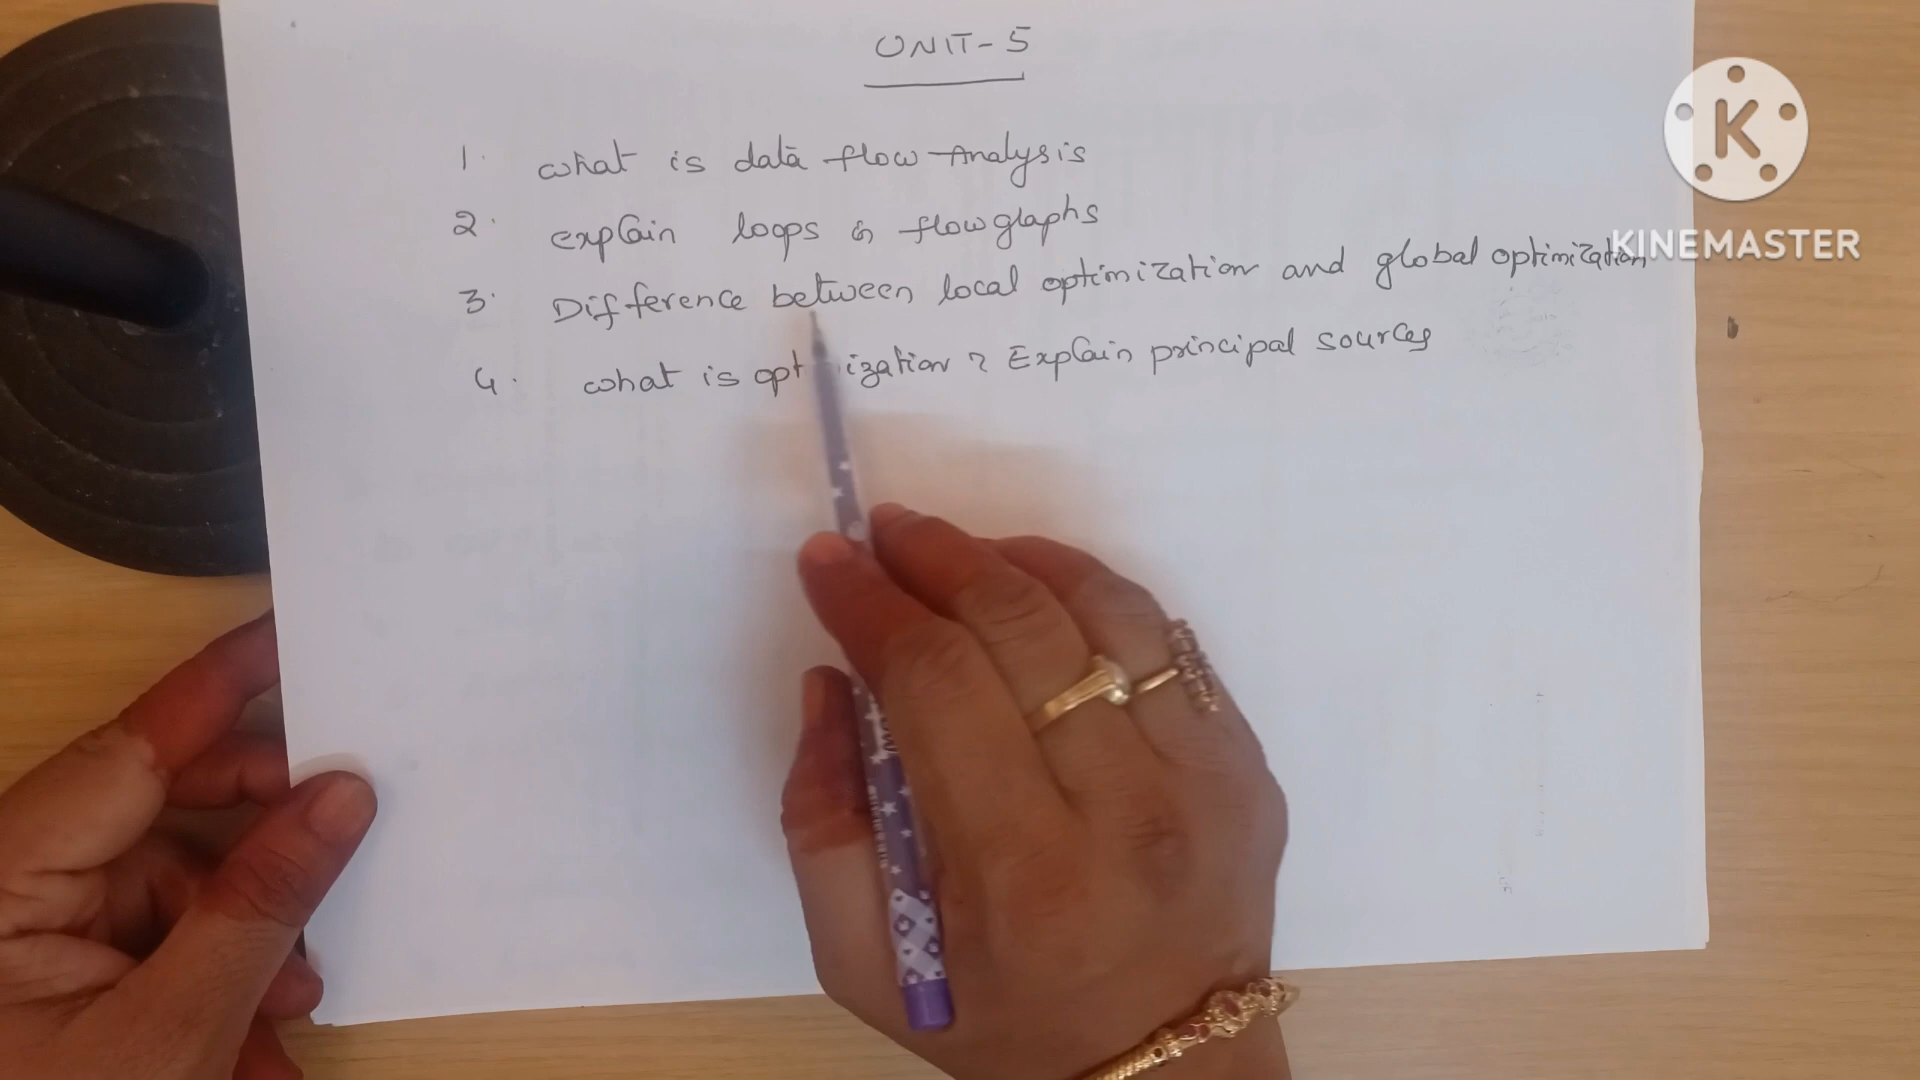 UNIT-5
1. what is data flow Analysis
2. explain loops in flowgraphs
3. Difference between local optimization and global optimization
4. what is optimization? Explain principal sources
K
KINEMASTER